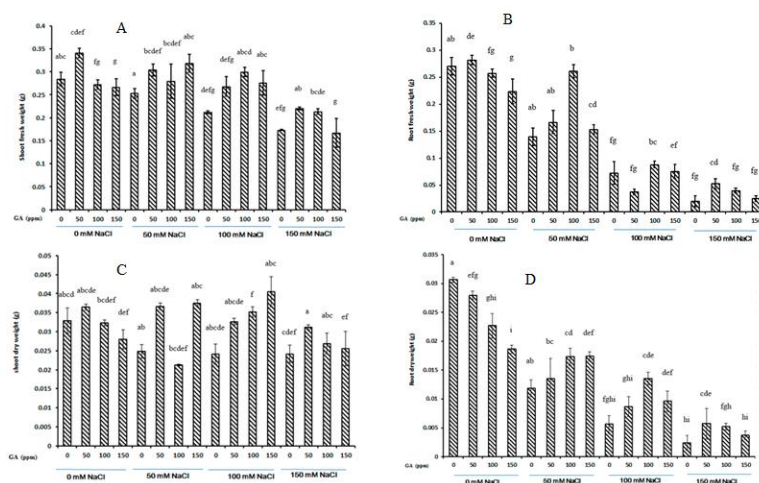 A
Shoot fresh weight (g)
0.4
0.35
0.3
0.25
0.2
0.15
0.1
0.05
0
abc cdef fg g a bcdef bcdef abc defg defg abcd abc efg ab bcde g
GA (ppm) 0 50 100 150 0 50 100 150 0 50 100 150 0 50 100 150
0 mM NaCl 50 mM NaCl 100 mM NaCl 150 mM NaCl
B
Root fresh weight (g)
0.35
0.3
0.25
0.2
0.15
0.1
0.05
0
ab de fg g ab ab b cd fg fg bc ef fg cd fg fg
GA (ppm) 0 50 100 150 0 50 100 150 0 50 100 150 0 50 100 150
0 mM NaCl 50 mM NaCl 100 mM NaCl 150 mM NaCl
C
shoot dry weight (g)
0.05
0.045
0.04
0.035
0.03
0.025
0.02
0.015
0.01
0.005
0
abcd abcde bcdef def ab abc bcdef abc abcde abcde f abc cdef a abc ef
GA (ppm) 0 50 100 150 0 50 100 150 0 50 100 150 0 50 100 150
0 mM NaCl 50 mM NaCl 100 mM NaCl 150 mM NaCl
D
Root dry weight (g)
0.035
0.03
0.025
0.02
0.015
0.01
0.005
0
a efg ghi i ab bc cd def fghi ghi cde def hi cde fgh hi
GA (ppm) 0 50 100 150 0 50 100 150 0 50 100 150 0 50 100 150
0 mM NaCl 50 mM NaCl 100 mM NaCl 150 mM NaCl